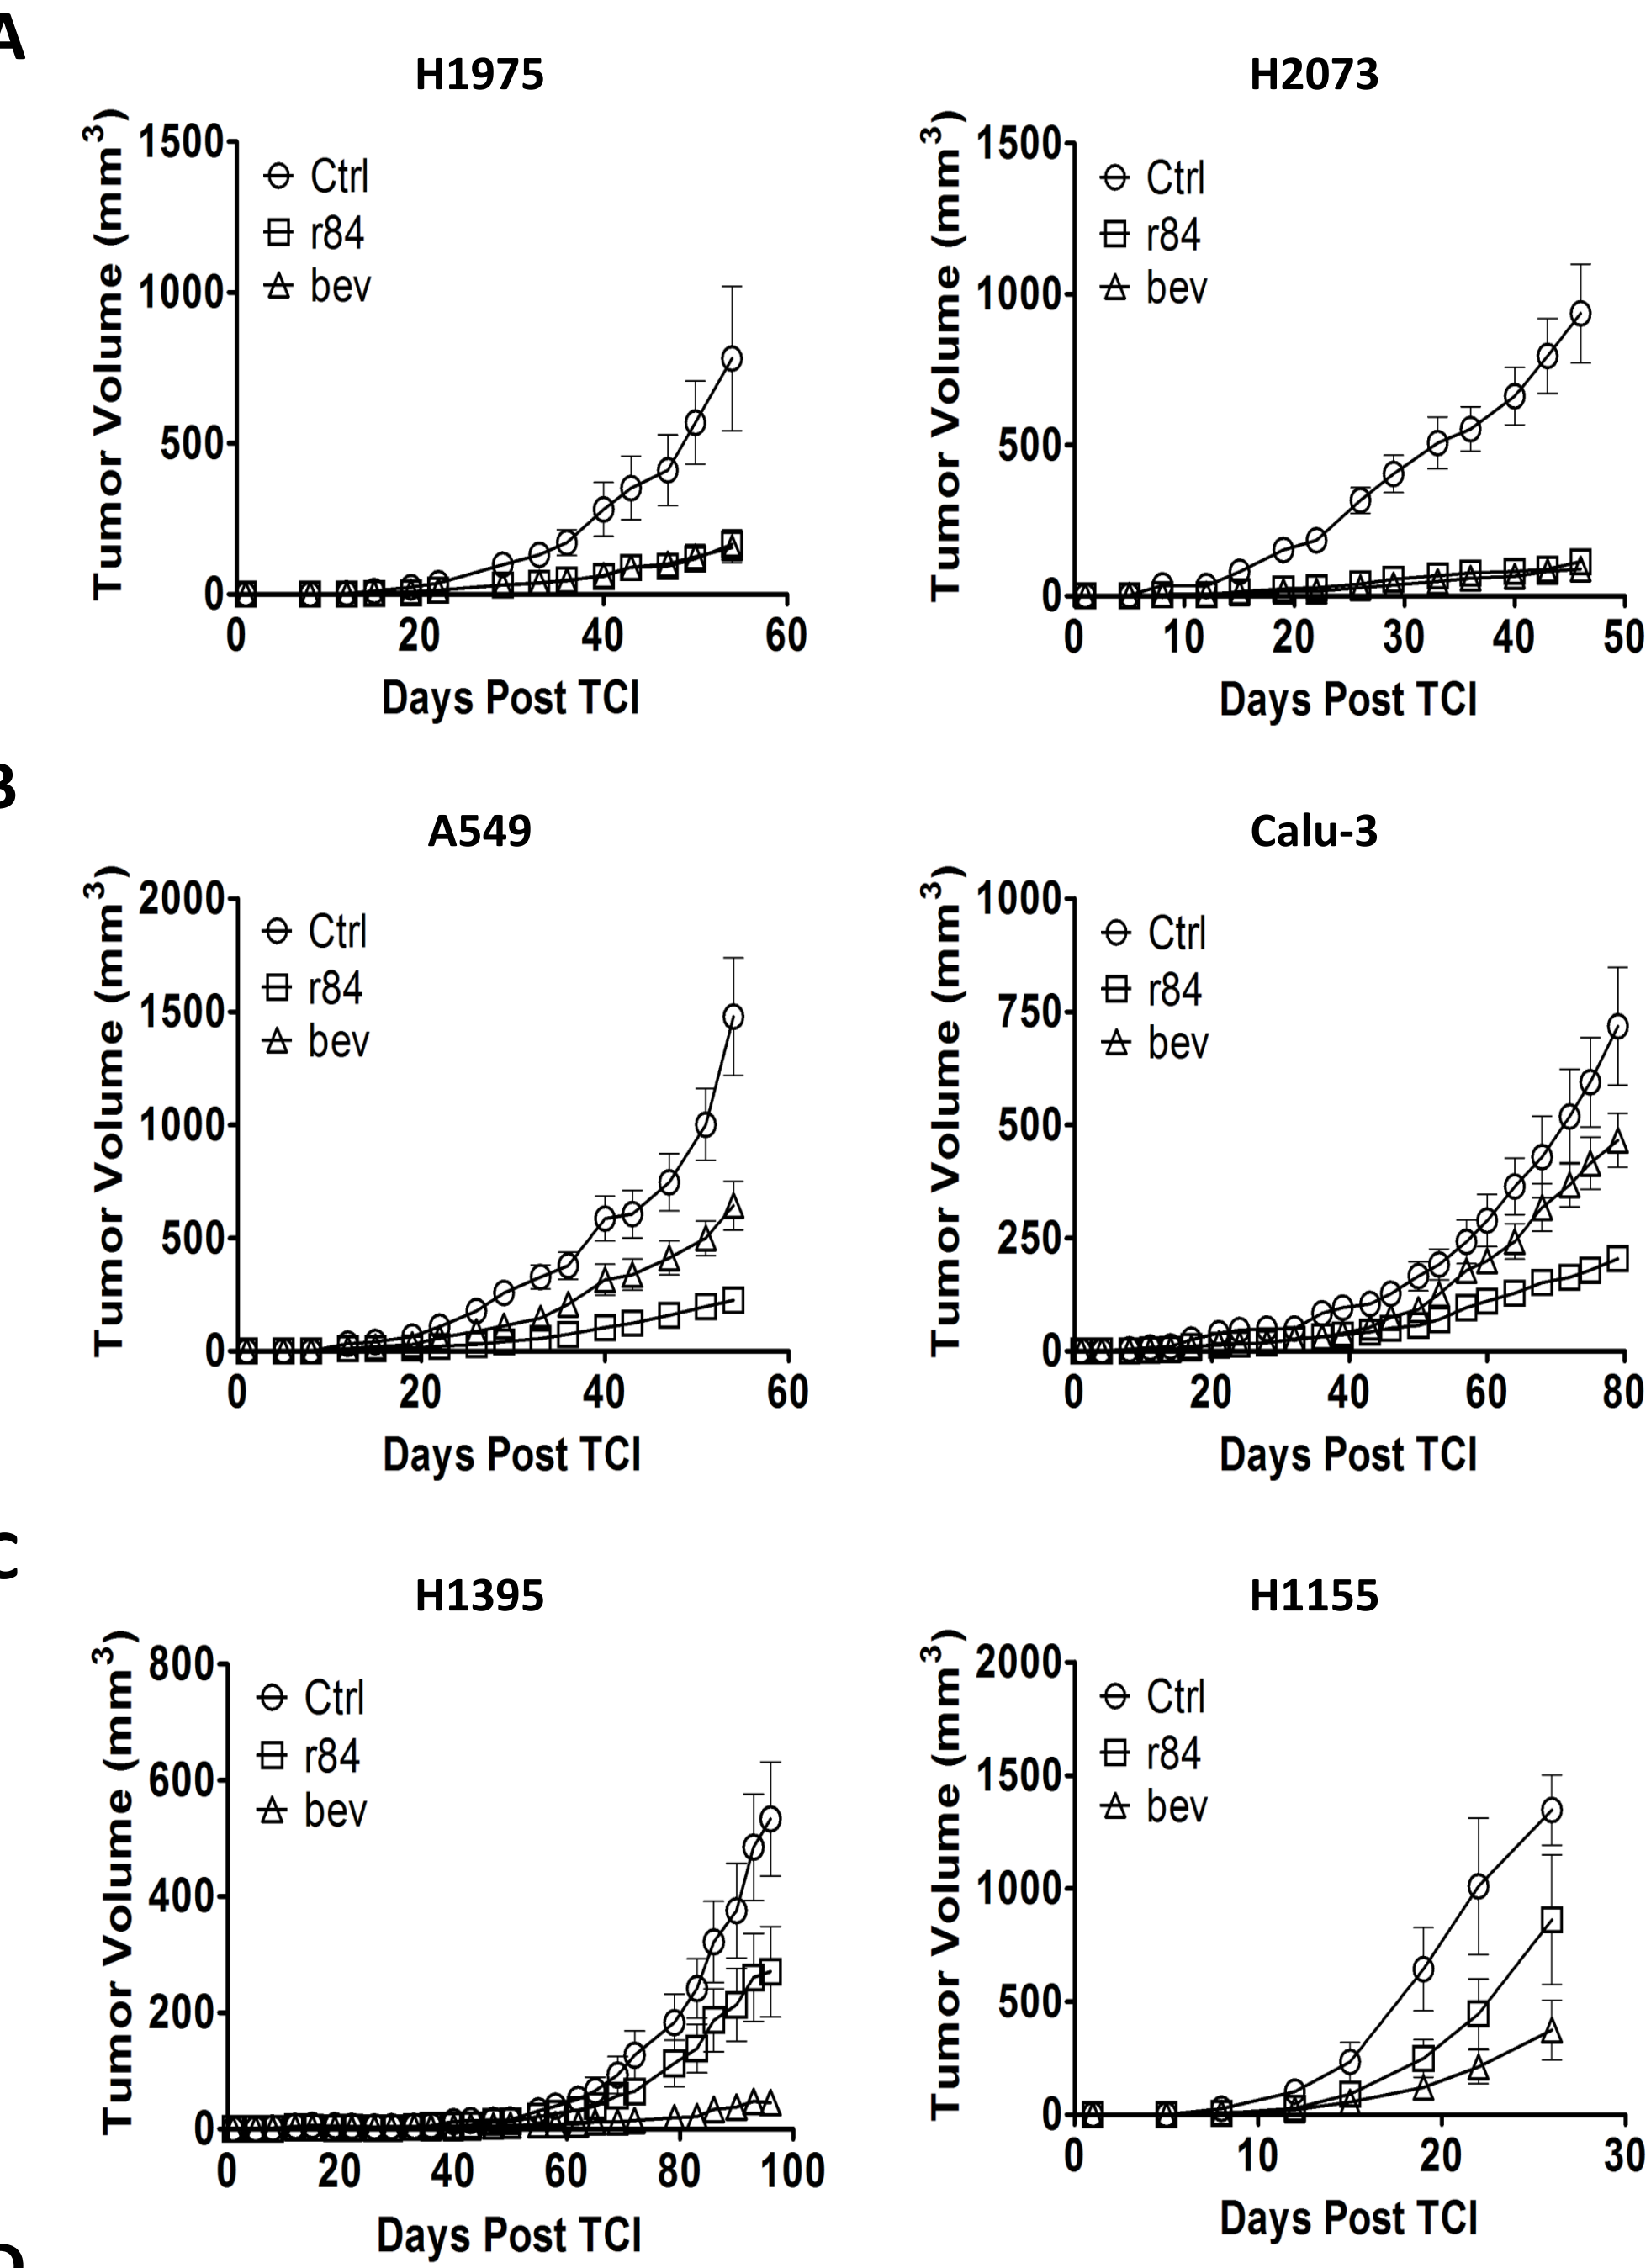 A
H1975
H2073
Tumor Volume (mm³)
1500
1000
500
0
Ctrl
r84
bev
0 20 40 60
Days Post TCI
Tumor Volume (mm³)
1500
1000
500
0
Ctrl
r84
bev
0 10 20 30 40 50
Days Post TCI
B
A549
Calu-3
Tumor Volume (mm³)
2000
1500
1000
500
0
Ctrl
r84
bev
0 20 40 60
Days Post TCI
Tumor Volume (mm³)
1000
750
500
250
0
Ctrl
r84
bev
0 20 40 60 80
Days Post TCI
C
H1395
H1155
Tumor Volume (mm³)
800
600
400
200
0
Ctrl
r84
bev
0 20 40 60 80 100
Days Post TCI
Tumor Volume (mm³)
2000
1500
1000
500
0
Ctrl
r84
bev
0 10 20 30
Days Post TCI